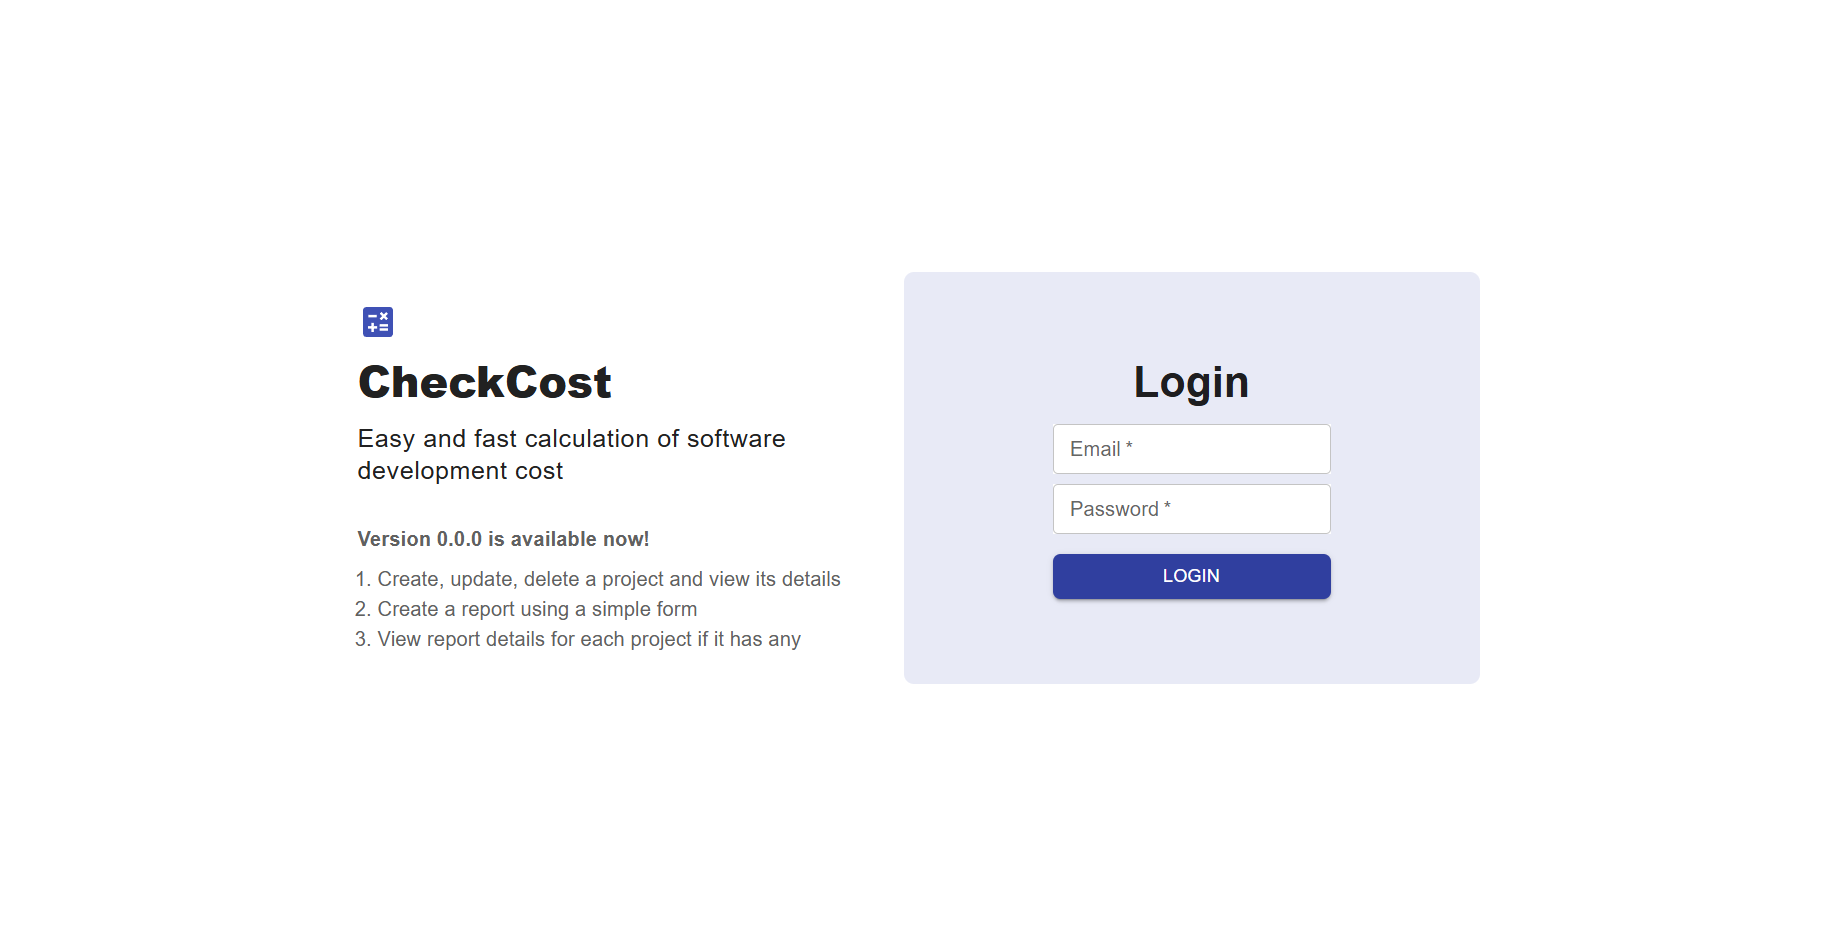 CheckCost
Easy and fast calculation of software
development cost
Version 0.0.0 is available now!
1. Create, update, delete a project and view its details
2. Create a report using a simple form
3. View report details for each project if it has any
Login
Email *
Password *
LOGIN